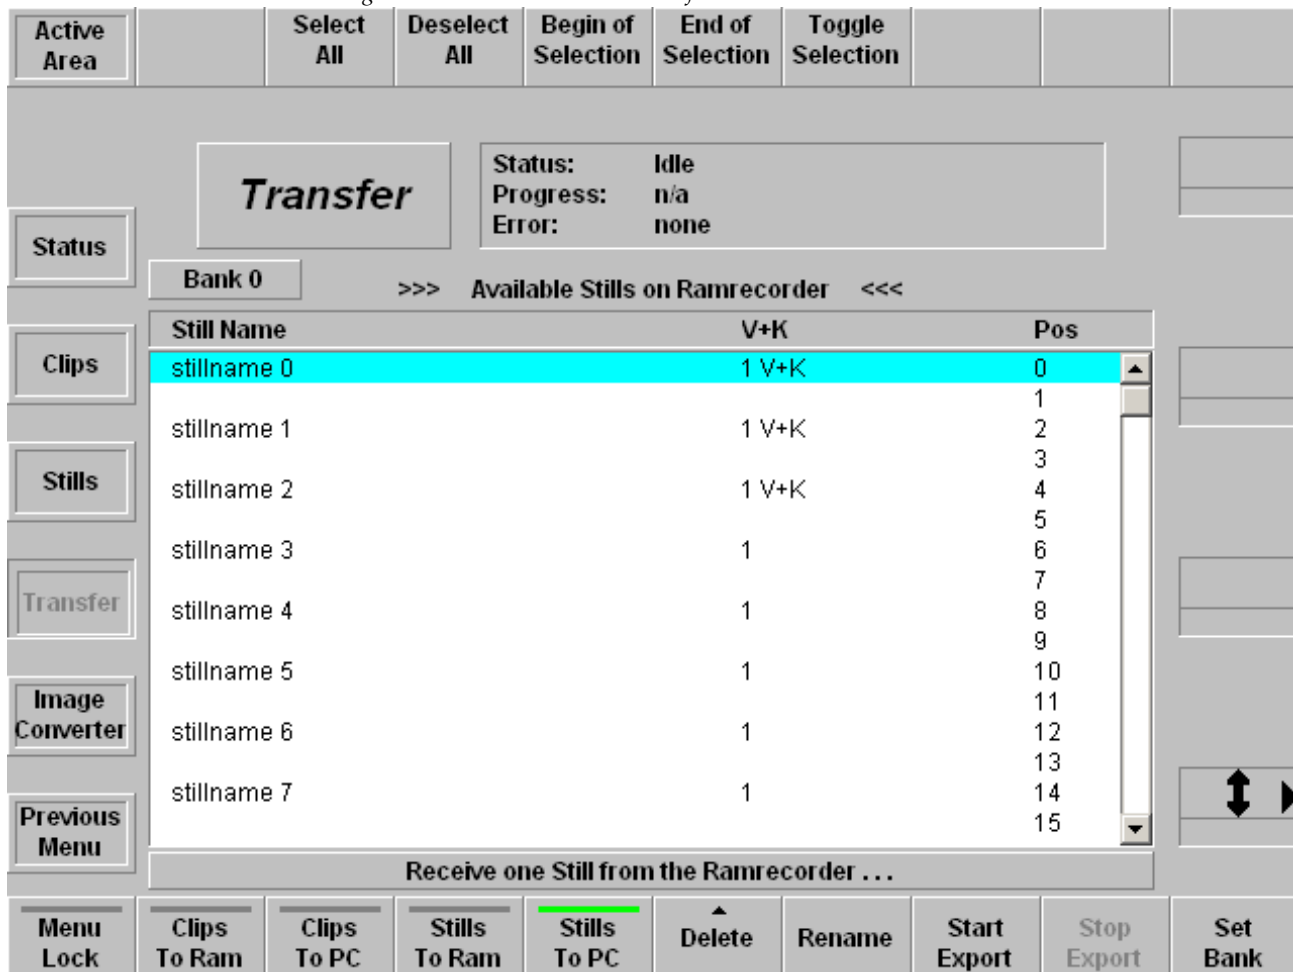 Active Area
Select All
Deselect All
Begin of Selection
End of Selection
Toggle Selection
Transfer
Status: Idle
Progress: n/a
Error: none
Status
Bank 0
>>> Available Stills on Ramrecorder <<<
Still Name V+K Pos
Clips
stillname 0 1 V+K 0
1
stillname 1 1 V+K 2
3
Stills
stillname 2 1 V+K 4
5
stillname 3 1 6
7
Transfer
stillname 4 1 8
9
stillname 5 1 10
Image Converter
11
stillname 6 1 12
13
stillname 7 1 14
Previous Menu
15
Receive one Still from the Ramrecorder . . .
Menu Lock
Clips To Ram
Clips To PC
Stills To Ram
Stills To PC
Delete
Rename
Start Export
Stop Export
Set Bank